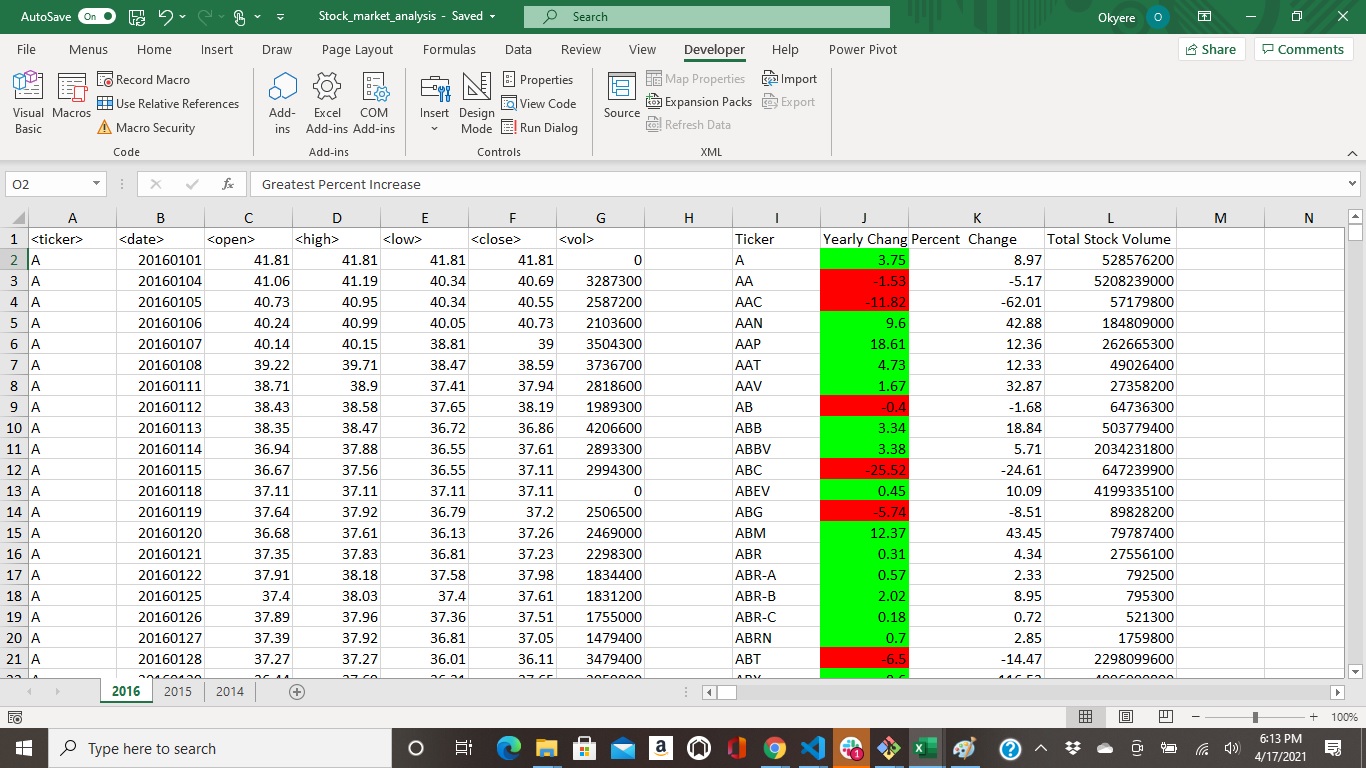 AutoSave On Stock_market_analysis - Saved Search Okyere O
File Menus Home Insert Draw Page Layout Formulas Data Review View Developer Help Power Pivot Share Comments
Visual Basic
Macros
Record Macro
Use Relative References
Macro Security
Code
Add-ins
Excel Add-ins
COM Add-ins
Add-ins
Insert
Design Mode
Properties
View Code
Run Dialog
Controls
Source
Map Properties
Expansion Packs
Refresh Data
Import
Export
XML
O2 fx Greatest Percent Increase
A B C D E F G H I J K L M N
1 <ticker> <date> <open> <high> <low> <close> <vol> Ticker Yearly Chang Percent  Change Total Stock Volume
2 A 20160101 41.81 41.81 41.81 41.81 0 A 3.75 8.97 528576200
3 A 20160104 41.06 41.19 40.34 40.69 3287300 AA -1.53 -5.17 5208239000
4 A 20160105 40.73 40.95 40.34 40.55 2587200 AAC -11.82 -62.01 57179800
5 A 20160106 40.24 40.99 40.05 40.73 2103600 AAN 9.6 42.88 184809000
6 A 20160107 40.14 40.15 38.81 39 3504300 AAP 18.61 12.36 262665300
7 A 20160108 39.22 39.71 38.47 38.59 3736700 AAT 4.73 12.33 49026400
8 A 20160111 38.71 38.9 37.41 37.94 2818600 AAV 1.67 32.87 27358200
9 A 20160112 38.43 38.58 37.65 38.19 1989300 AB -0.4 -1.68 64736300
10 A 20160113 38.35 38.47 36.72 36.86 4206600 ABB 3.34 18.84 503779400
11 A 20160114 36.94 37.88 36.55 37.61 2893300 ABBV 3.38 5.71 2034231800
12 A 20160115 36.67 37.56 36.55 37.11 2994300 ABC -25.52 -24.61 647239900
13 A 20160118 37.11 37.11 37.11 37.11 0 ABEV 0.45 10.09 4199335100
14 A 20160119 37.64 37.92 36.79 37.2 2506500 ABG -5.74 -8.51 89828200
15 A 20160120 36.68 37.61 36.13 37.26 2469000 ABM 12.37 43.45 79787400
16 A 20160121 37.35 37.83 36.81 37.23 2298300 ABR 0.31 4.34 27556100
17 A 20160122 37.91 38.18 37.58 37.98 1834400 ABR-A 0.57 2.33 792500
18 A 20160125 37.4 38.03 37.4 37.61 1831200 ABR-B 2.02 8.95 795300
19 A 20160126 37.89 37.96 37.36 37.51 1755000 ABR-C 0.18 0.72 521300
20 A 20160127 37.39 37.92 36.81 37.05 1479400 ABRN 0.7 2.85 1759800
21 A 20160128 37.27 37.27 36.01 36.11 3479400 ABT -6.5 -14.47 2298099600
2016 2015 2014
100%
Type here to search 1 6:13 PM
4/17/2021